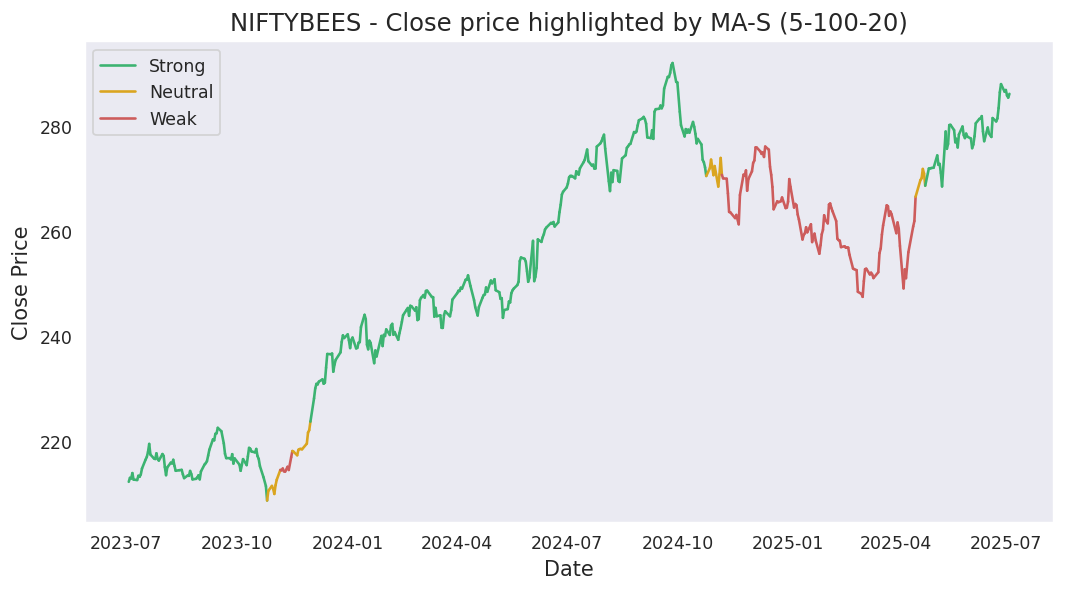 NIFTYBEES - Close price highlighted by MA-S (5-100-20)
Strong
Neutral
Weak
280
260
240
220
Close Price
2023-07 2023-10 2024-01 2024-04 2024-07 2024-10 2025-01 2025-04 2025-07
Date